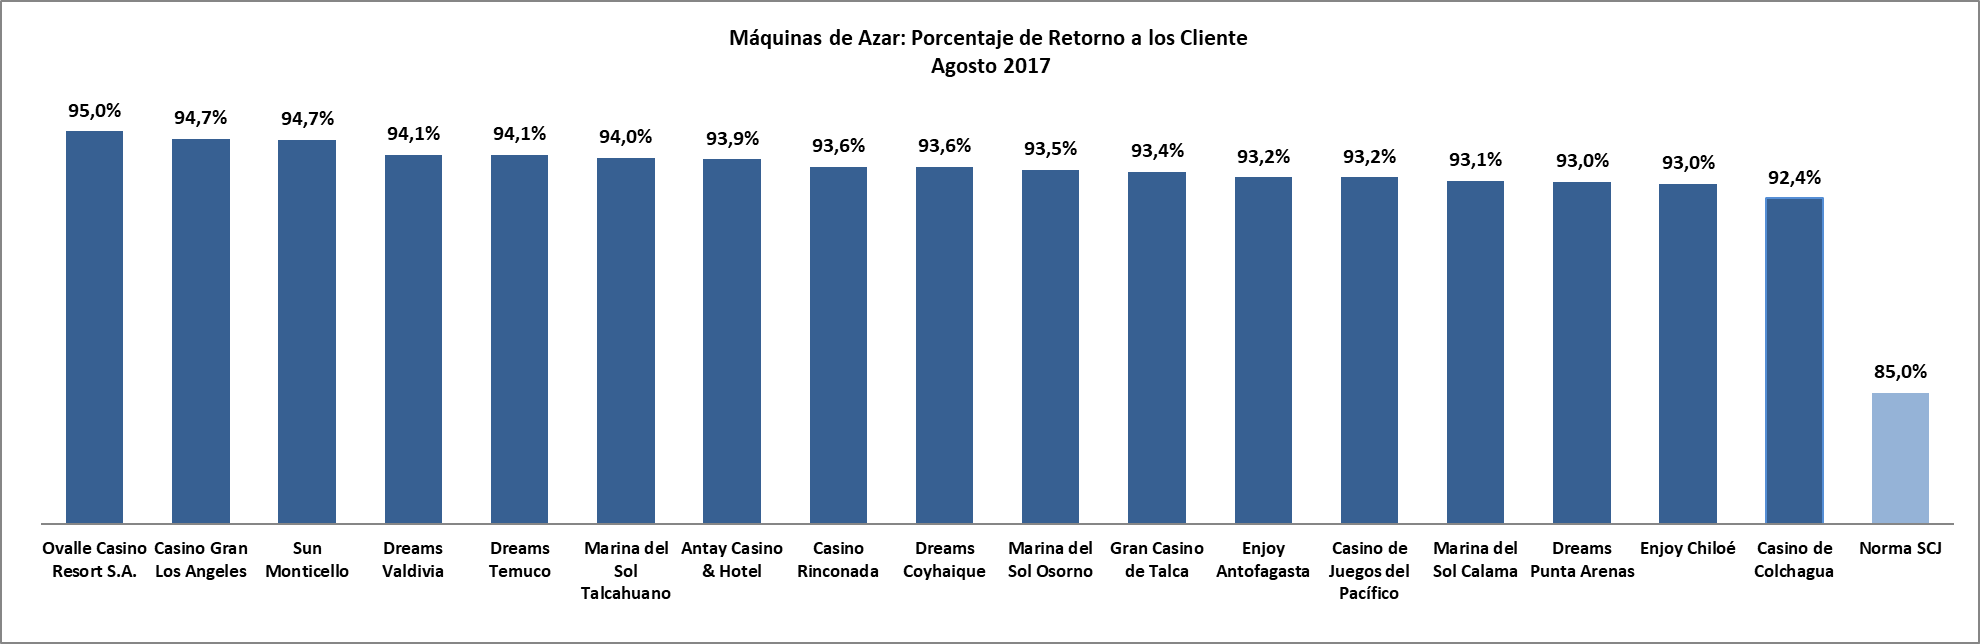 Máquinas de Azar: Porcentaje de Retorno a los Cliente
Agosto 2017
95,0%
94,7%
94,7%
94,1%
94,1%
94,0%
93,9%
93,6%
93,6%
93,5%
93,4%
93,2%
93,2%
93,1%
93,0%
93,0%
92,4%
85,0%
Ovalle Casino
Resort S.A.
Casino Gran
Los Angeles
Sun
Monticello
Dreams
Valdivia
Dreams
Temuco
Marina del
Sol
Talcahuano
Antay Casino
& Hotel
Casino
Rinconada
Dreams
Coyhaique
Marina del
Sol Osorno
Gran Casino
de Talca
Enjoy
Antofagasta
Casino de
Juegos del
Pacífico
Marina del
Sol Calama
Dreams
Punta Arenas
Enjoy Chiloé
Casino de
Colchagua
Norma SCJ